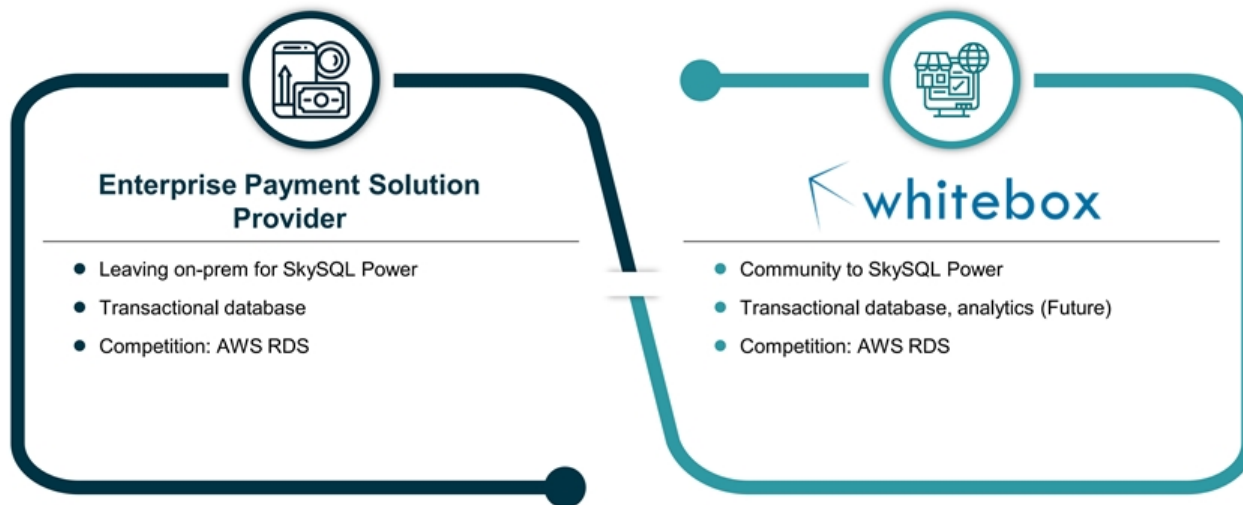 Enterprise Payment Solution
Provider
Leaving on-prem for SkySQL Power
Transactional database
Competition: AWS RDS
whitebox
Community to SkySQL Power
Transactional database, analytics (Future)
Competition: AWS RDS